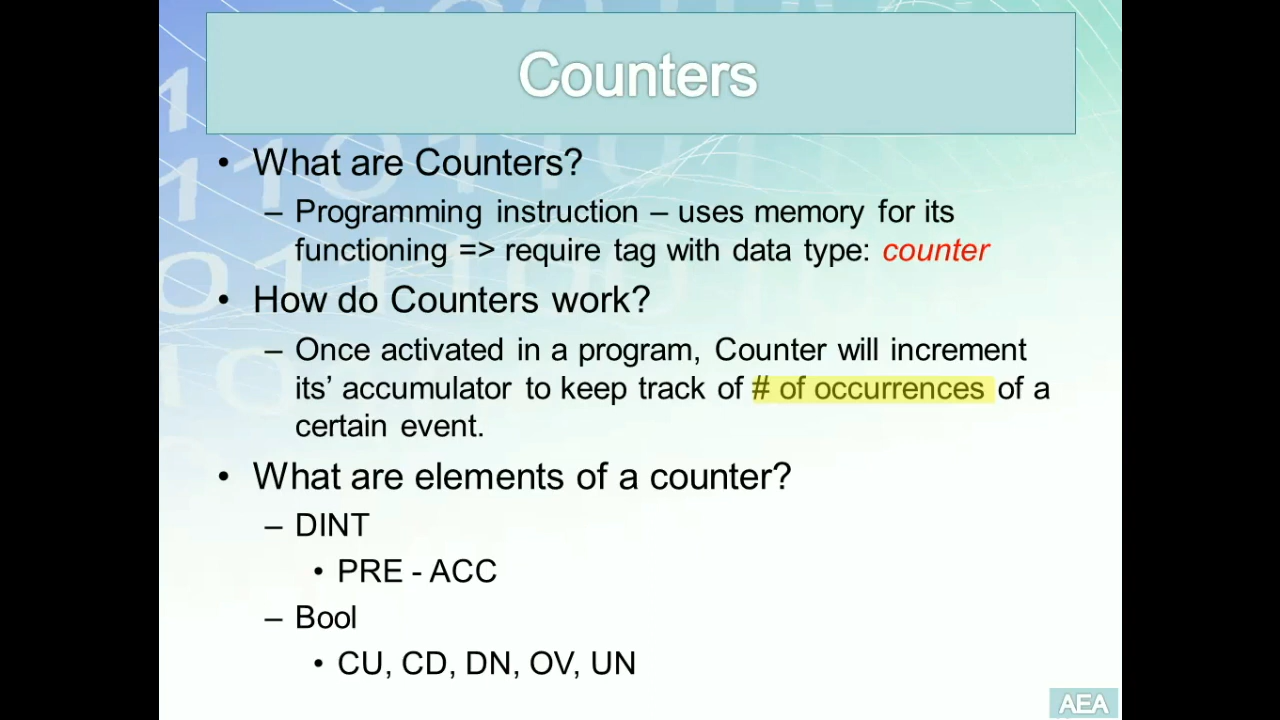 Counters
• What are Counters?
– Programming instruction – uses memory for its
functioning => require tag with data type: counter
• How do Counters work?
– Once activated in a program, Counter will increment
its’ accumulator to keep track of # of occurrences of a
certain event.
• What are elements of a counter?
– DINT
• PRE - ACC
– Bool
• CU, CD, DN, OV, UN
AEA